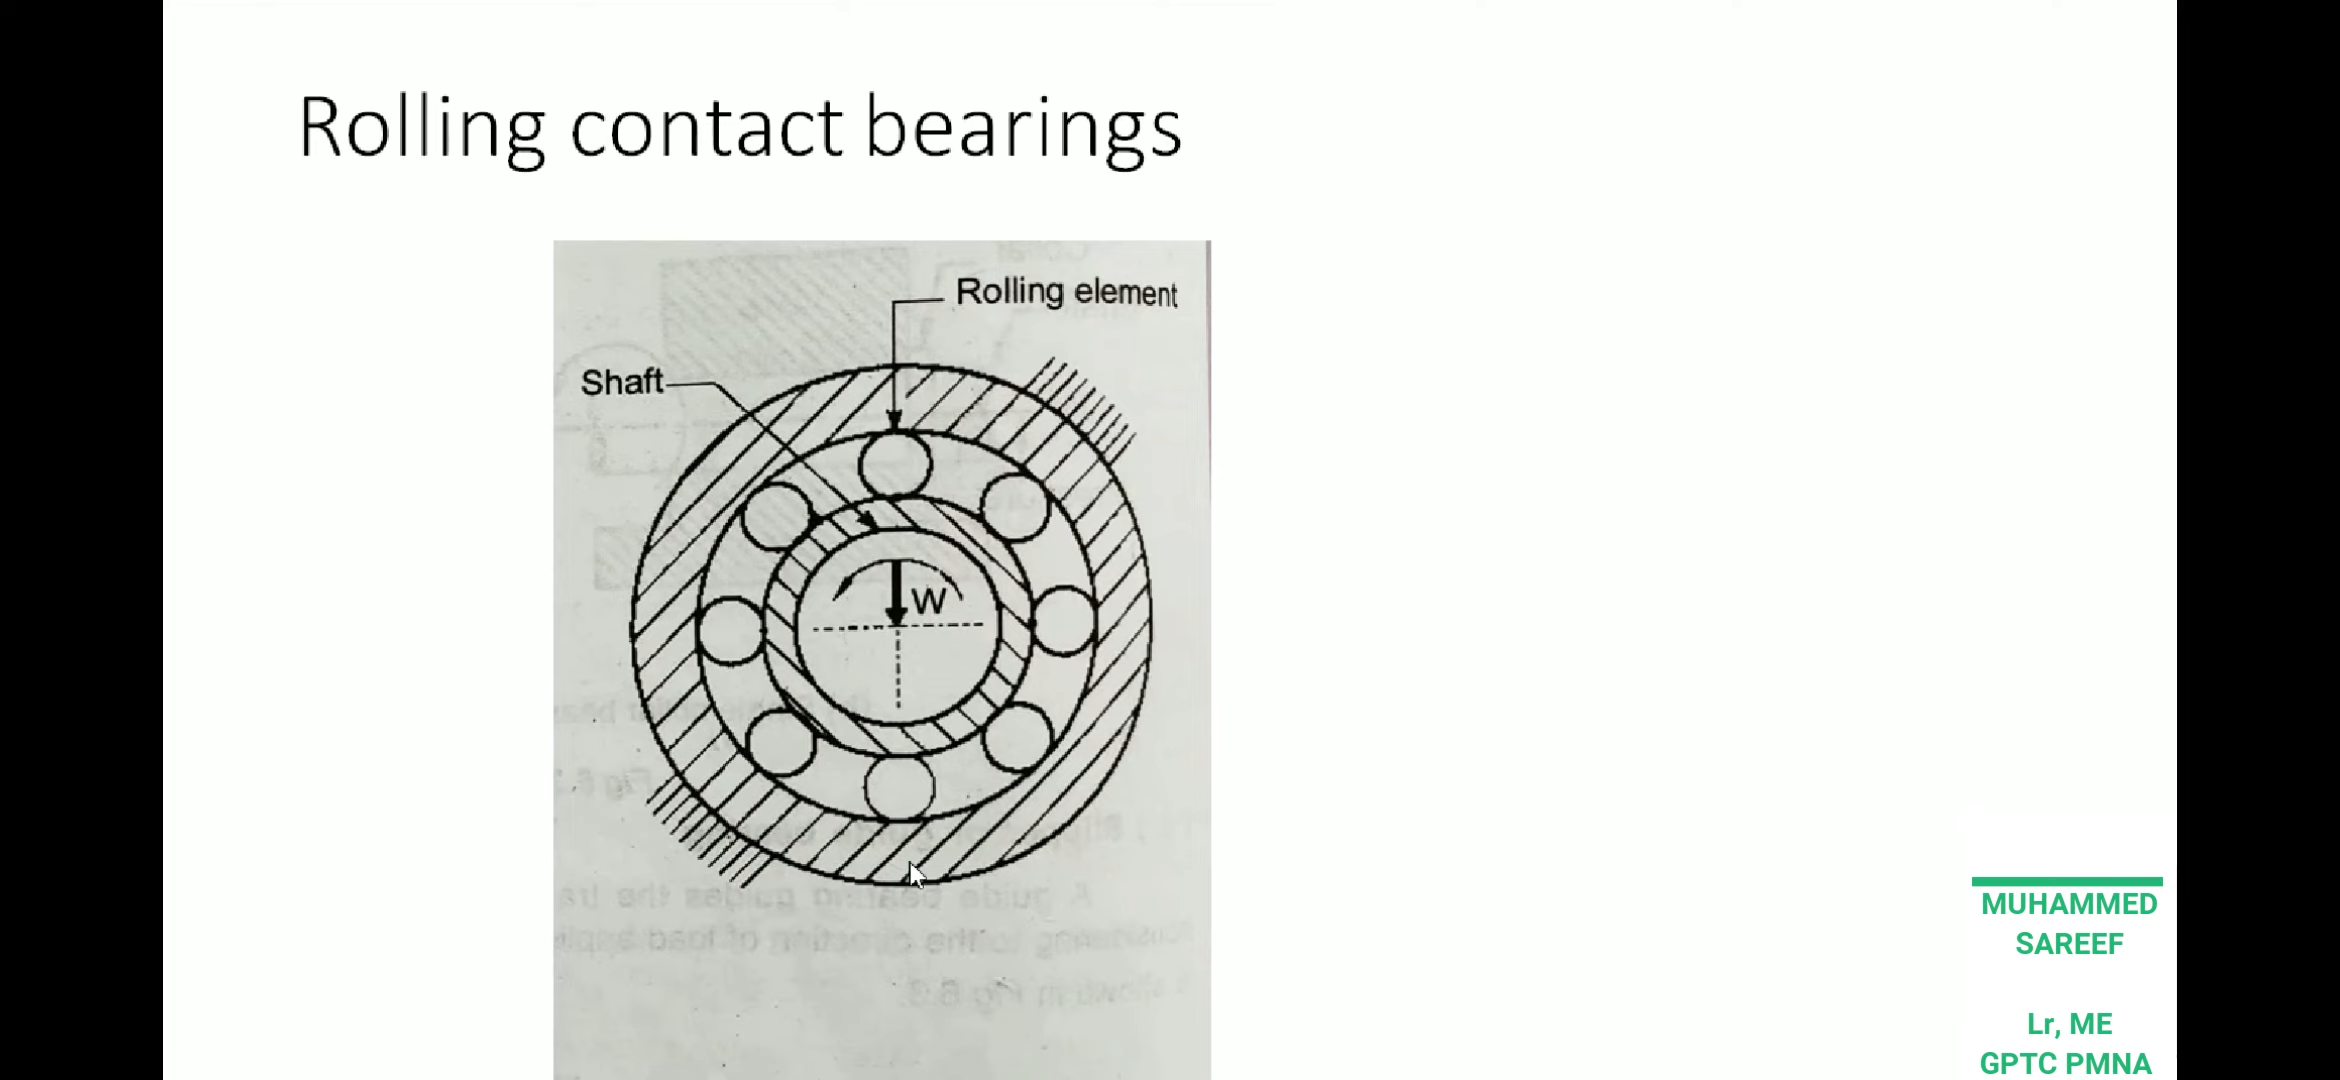 Rolling contact bearings
Rolling element
Shaft
W
MUHAMMED
SAREEF
Lr, ME
GPTC PMNA